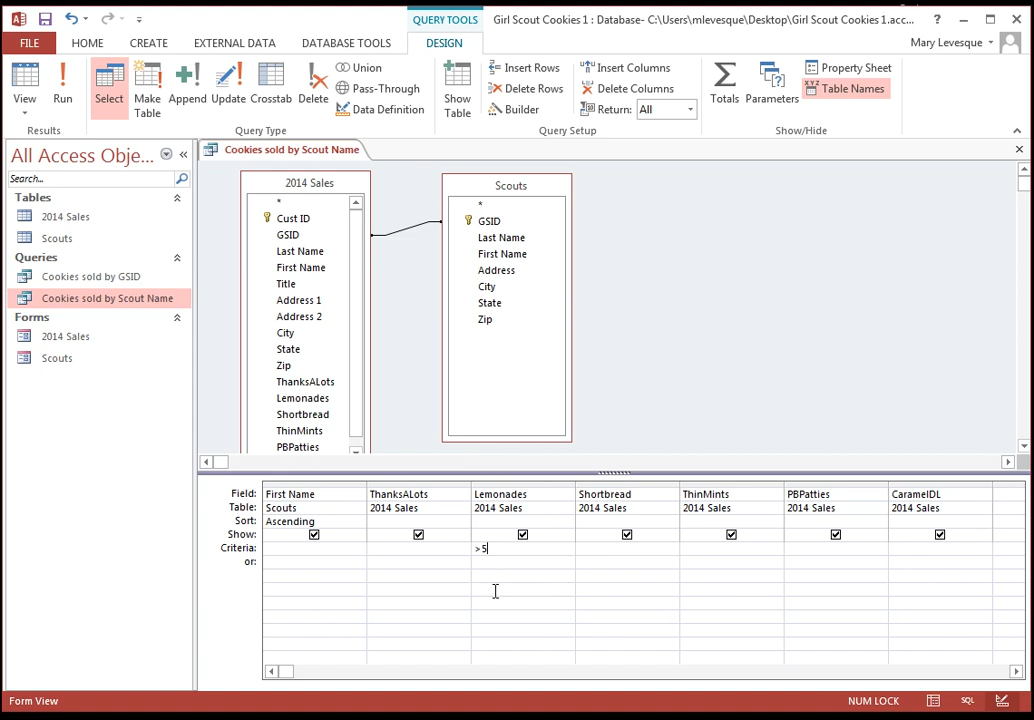 QUERY TOOLS
Girl Scout Cookies 1 : Database- C:\Users\mlevesque\Desktop\Girl Scout Cookies 1.acc...
?
FILE HOME CREATE EXTERNAL DATA DATABASE TOOLS DESIGN
Mary Levesque
View
Run
Select
Make Table
Append
Update
Crosstab
Delete
Union
Pass-Through
Data Definition
Show Table
Insert Rows
Delete Rows
Builder
Insert Columns
Delete Columns
Return: All
Totals
Parameters
Property Sheet
Table Names
Results
Query Type
Query Setup
Show/Hide
All Access Obje...
Search...
Tables
2014 Sales
Scouts
Queries
Cookies sold by GSID
Cookies sold by Scout Name
Forms
2014 Sales
Scouts
Cookies sold by Scout Name
2014 Sales
*
Cust ID
GSID
Last Name
First Name
Title
Address 1
Address 2
City
State
Zip
ThanksALots
Lemonades
Shortbread
ThinMints
PBPatties
Scouts
*
GSID
Last Name
First Name
Address
City
State
Zip
Field: First Name ThanksALots Lemonades Shortbread ThinMints PBPatties CaramelDL
Table: Scouts 2014 Sales 2014 Sales 2014 Sales 2014 Sales 2014 Sales 2014 Sales
Sort: Ascending
Show:
Criteria: >5
or:
Form View
NUM LOCK
SQL